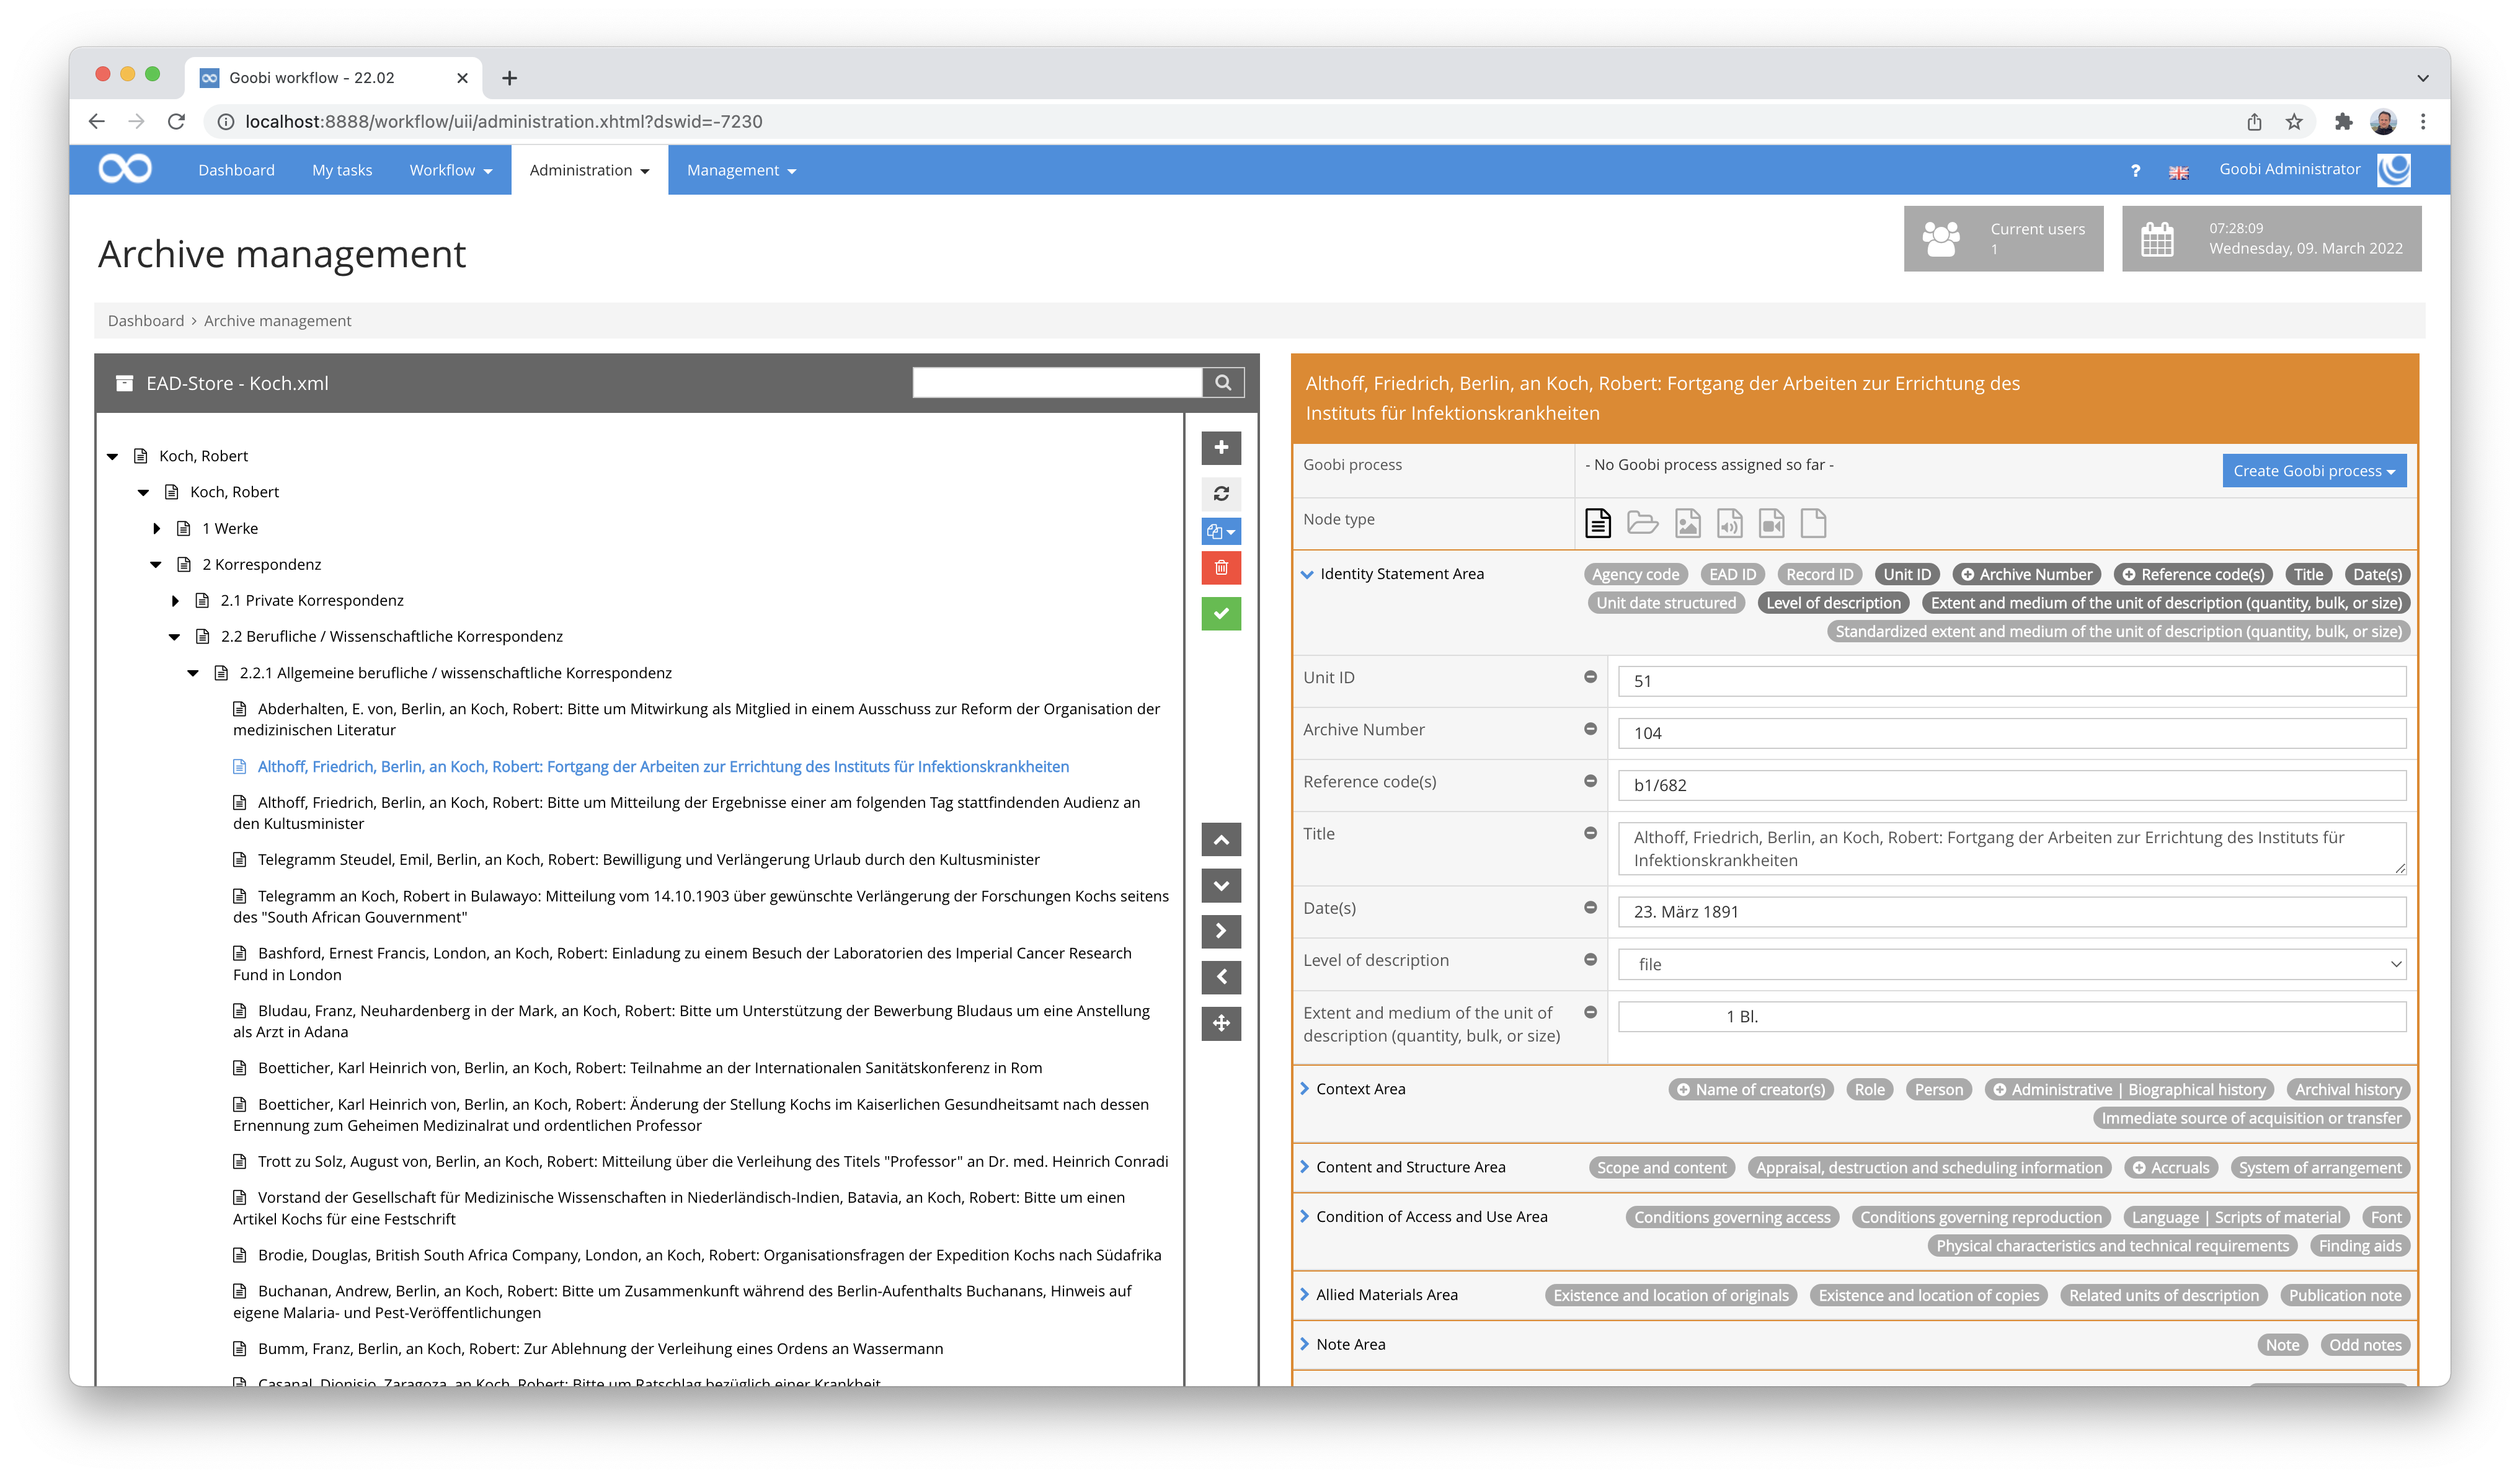 Goobi workflow - 22.02
localhost:8888/workflow/uii/administration.xhtml?dswid=-7230
Dashboard
My tasks
Workflow
Administration
Management
?
Goobi Administrator
Archive management
Current users
1
07:28:09
Wednesday, 09. March 2022
Dashboard › Archive management
EAD-Store - Koch.xml
Koch, Robert
Koch, Robert
1 Werke
2 Korrespondenz
2.1 Private Korrespondenz
2.2 Berufliche / Wissenschaftliche Korrespondenz
2.2.1 Allgemeine berufliche / wissenschaftliche Korrespondenz
Abderhalten, E. von, Berlin, an Koch, Robert: Bitte um Mitwirkung als Mitglied in einem Ausschuss zur Reform der Organisation der
medizinischen Literatur
Althoff, Friedrich, Berlin, an Koch, Robert: Fortgang der Arbeiten zur Errichtung des Instituts für Infektionskrankheiten
Althoff, Friedrich, Berlin, an Koch, Robert: Bitte um Mitteilung der Ergebnisse einer am folgenden Tag stattfindenden Audienz an
den Kultusminister
Telegramm Steudel, Emil, Berlin, an Koch, Robert: Bewilligung und Verlängerung Urlaub durch den Kultusminister
Telegramm an Koch, Robert in Bulawayo: Mitteilung vom 14.10.1903 über gewünschte Verlängerung der Forschungen Kochs seitens
des "South African Gouvernment"
Bashford, Ernest Francis, London, an Koch, Robert: Einladung zu einem Besuch der Laboratorien des Imperial Cancer Research
Fund in London
Bludau, Franz, Neuhardenberg in der Mark, an Koch, Robert: Bitte um Unterstützung der Bewerbung Bludaus um eine Anstellung
als Arzt in Adana
Boetticher, Karl Heinrich von, Berlin, an Koch, Robert: Teilnahme an der Internationalen Sanitätskonferenz in Rom
Boetticher, Karl Heinrich von, Berlin, an Koch, Robert: Änderung der Stellung Kochs im Kaiserlichen Gesundheitsamt nach dessen
Ernennung zum Geheimen Medizinalrat und ordentlichen Professor
Trott zu Solz, August von, Berlin, an Koch, Robert: Mitteilung über die Verleihung des Titels "Professor" an Dr. med. Heinrich Conradi
Vorstand der Gesellschaft für Medizinische Wissenschaften in Niederländisch-Indien, Batavia, an Koch, Robert: Bitte um einen
Artikel Kochs für eine Festschrift
Brodie, Douglas, British South Africa Company, London, an Koch, Robert: Organisationsfragen der Expedition Kochs nach Südafrika
Buchanan, Andrew, Berlin, an Koch, Robert: Bitte um Zusammenkunft während des Berlin-Aufenthalts Buchanans, Hinweis auf
eigene Malaria- und Pest-Veröffentlichungen
Bumm, Franz, Berlin, an Koch, Robert: Zur Ablehnung der Verleihung eines Ordens an Wassermann
Casanal, Dionisio, Zaragoza, an Koch, Robert: Bitte um Ratschlag bezüglich einer Krankheit
Althoff, Friedrich, Berlin, an Koch, Robert: Fortgang der Arbeiten zur Errichtung des
Instituts für Infektionskrankheiten
Goobi process
- No Goobi process assigned so far -
Create Goobi process
Node type
Identity Statement Area
Agency code EAD ID Record ID Unit ID Archive Number Reference code(s) Title Date(s)
Unit date structured Level of description Extent and medium of the unit of description (quantity, bulk, or size)
Standardized extent and medium of the unit of description (quantity, bulk, or size)
Unit ID
51
Archive Number
104
Reference code(s)
b1/682
Title
Althoff, Friedrich, Berlin, an Koch, Robert: Fortgang der Arbeiten zur Errichtung des Instituts für
Infektionskrankheiten
Date(s)
23. März 1891
Level of description
file
Extent and medium of the unit of
description (quantity, bulk, or size)
1 Bl.
Context Area
Name of creator(s) Role Person Administrative | Biographical history Archival history
Immediate source of acquisition or transfer
Content and Structure Area
Scope and content Appraisal, destruction and scheduling information Accruals System of arrangement
Condition of Access and Use Area
Conditions governing access Conditions governing reproduction Language | Scripts of material Font
Physical characteristics and technical requirements Finding aids
Allied Materials Area
Existence and location of originals Existence and location of copies Related units of description Publication note
Note Area
Note Odd notes